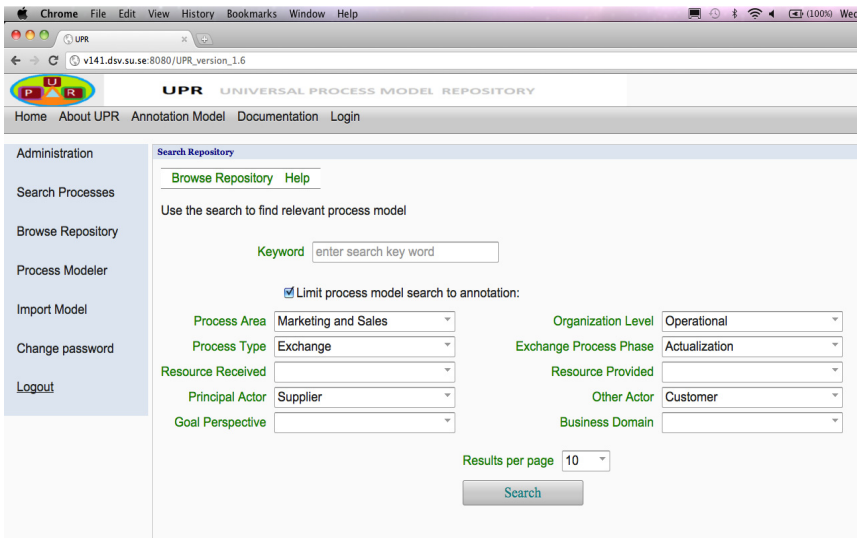 Chrome File Edit View History Bookmarks Window Help (100%) Wed
UPR
v141.dsv.su.se:8080/UPR_version_1.6
U
P R
UPR UNIVERSAL PROCESS MODEL REPOSITORY
Home About UPR Annotation Model Documentation Login
Administration
Search Processes
Browse Repository
Process Modeler
Import Model
Change password
Logout
Search Repository
Browse Repository Help
Use the search to find relevant process model
Keyword enter search key word
Limit process model search to annotation:
Process Area Marketing and Sales Organization Level Operational
Process Type Exchange Exchange Process Phase Actualization
Resource Received Resource Provided
Principal Actor Supplier Other Actor Customer
Goal Perspective Business Domain
Results per page 10
Search